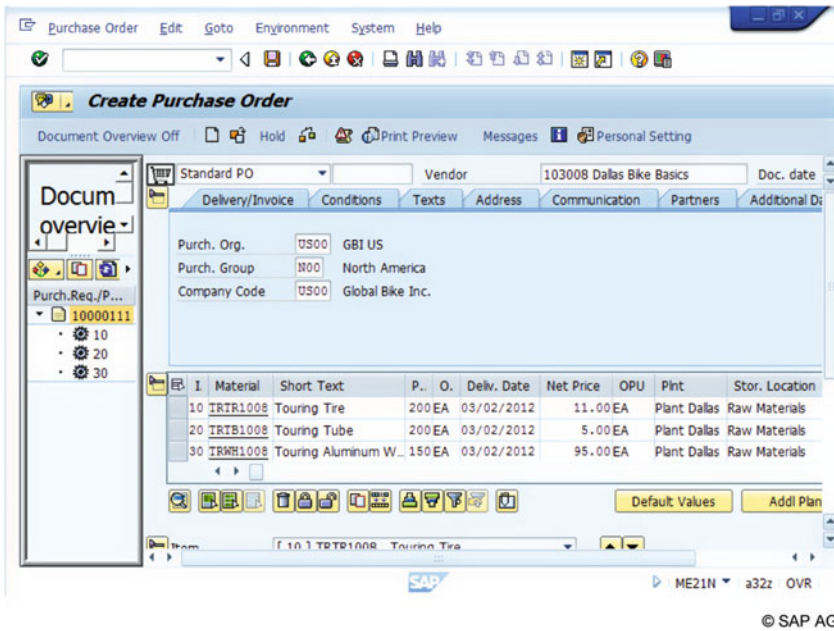 Purchase Order Edit Goto Environment System Help
Create Purchase Order
Document Overview Off Hold Print Preview Messages Personal Setting
Docum
overvie
Purch.Req./P...
10000111
10
20
30
Standard PO Vendor 103008 Dallas Bike Basics Doc. date
Delivery/Invoice Conditions Texts Address Communication Partners Additional Da
Purch. Org. US00 GBI US
Purch. Group N00 North America
Company Code US00 Global Bike Inc.
I Material Short Text P.. O. Deliv. Date Net Price OPU Plnt Stor. Location
10 TRTR1008 Touring Tire 200 EA 03/02/2012 11.00 EA Plant Dallas Raw Materials
20 TRTB1008 Touring Tube 200 EA 03/02/2012 5.00 EA Plant Dallas Raw Materials
30 TRWH1008 Touring Aluminum W… 150 EA 03/02/2012 95.00 EA Plant Dallas Raw Materials
Default Values Addl Plan
Item [ 10 ] TRTR1008 Touring Tire
SAP ME21N a32z OVR
© SAP AG